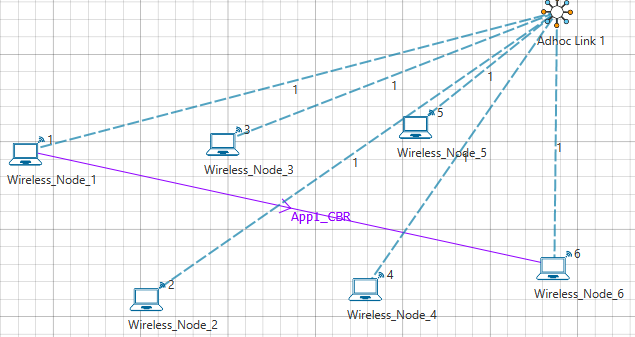 Adhoc Link 1
1
1
1
5
1
3
Wireless_Node_5
1
Wireless_Node_3
1
1
Wireless_Node_1
1
App1_CBR
6
4
2
Wireless_Node_6
Wireless_Node_4
Wireless_Node_2